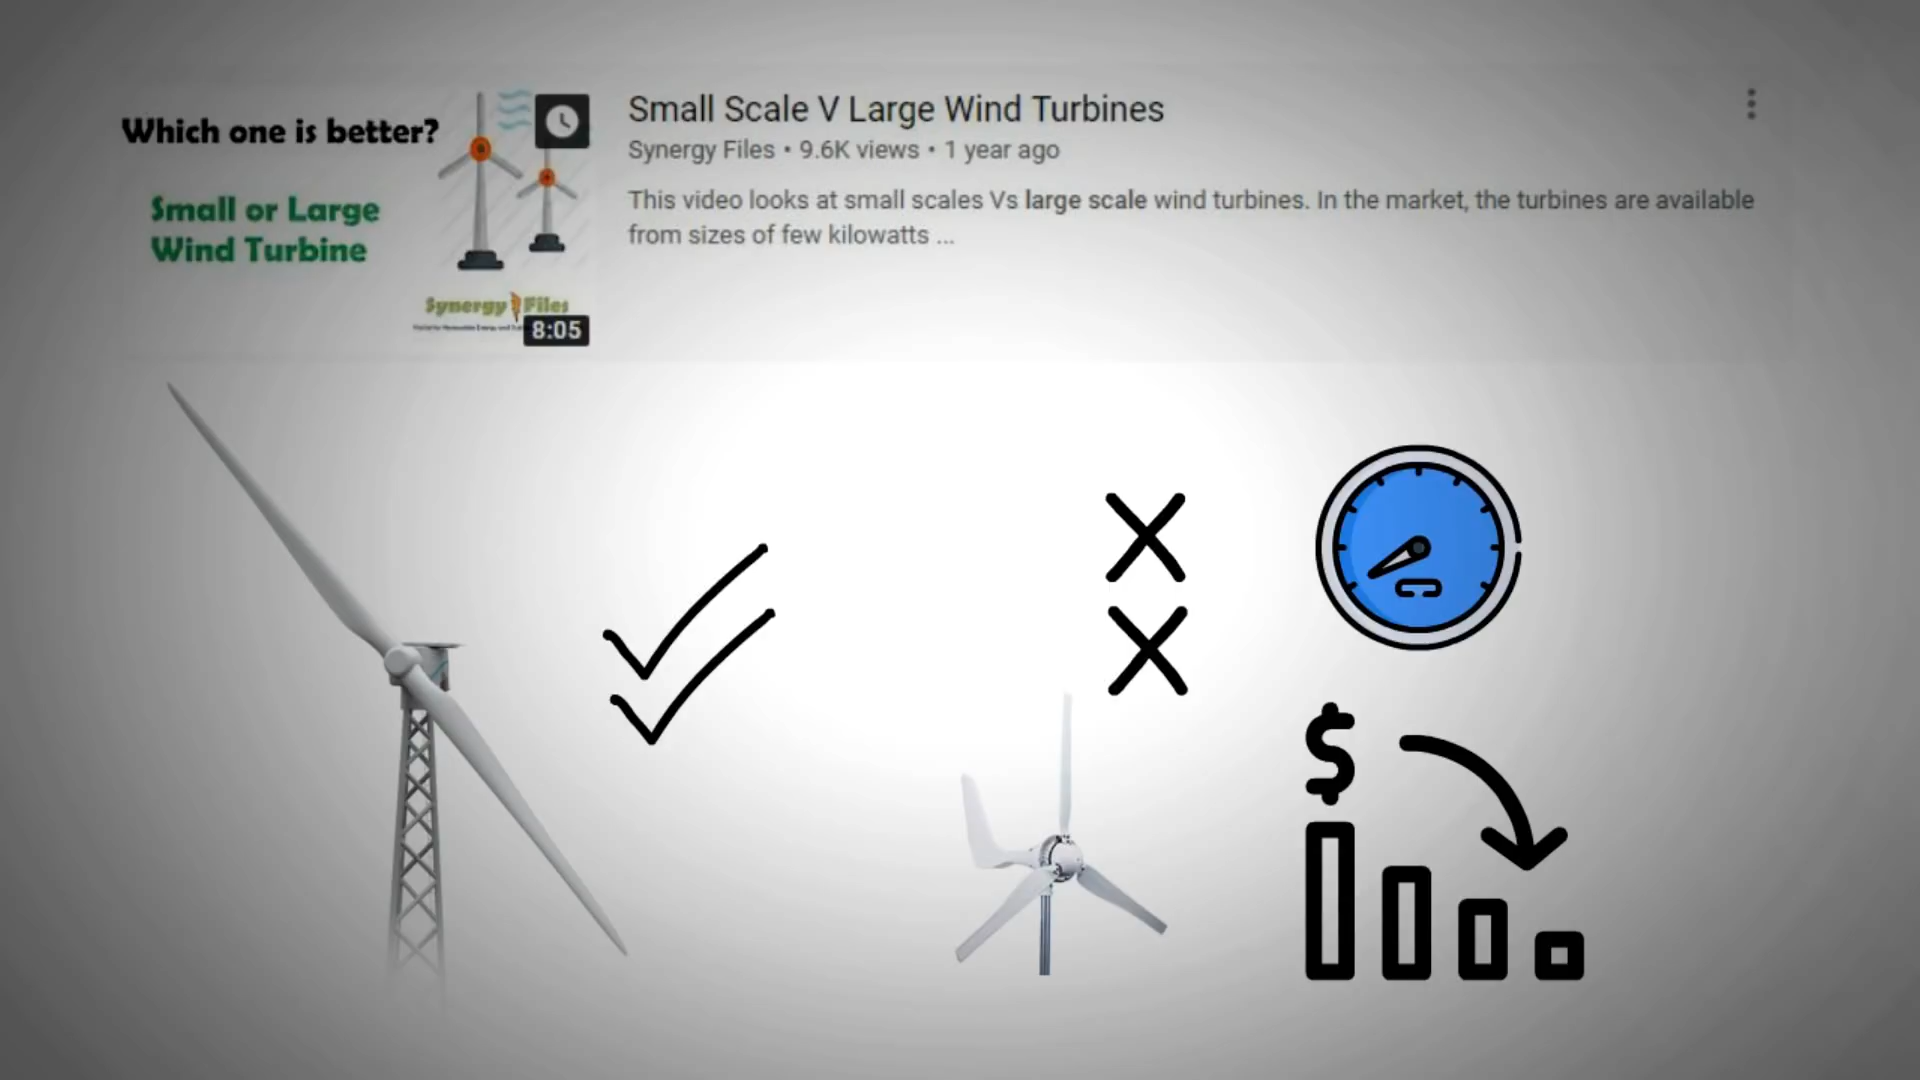 Which one is better?
Small or Large
Wind Turbine
Synergy Files
8:05
Small Scale V Large Wind Turbines
Synergy Files • 9.6K views • 1 year ago
This video looks at small scales Vs large scale wind turbines. In the market, the turbines are available
from sizes of few kilowatts ...
$